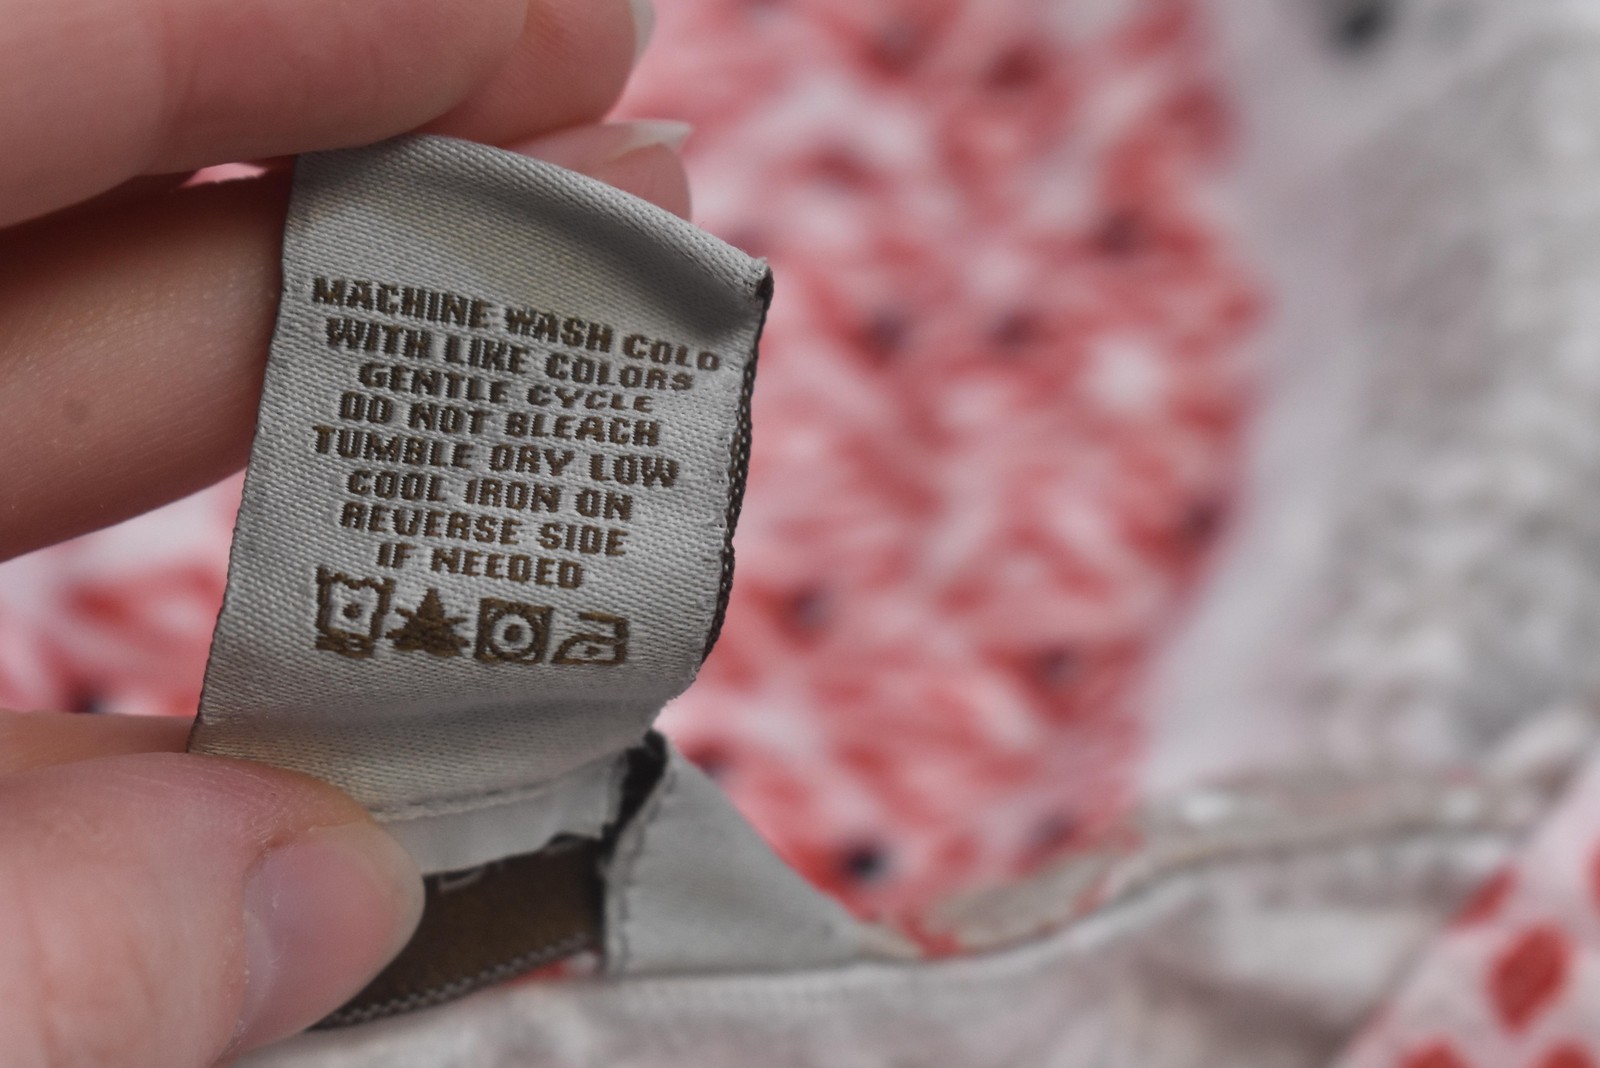 MACHINE WASH COLD
WITH LIKE COLORS
GENTLE CYCLE
DO NOT BLEACH
TUMBLE DRY LOW
COOL IRON ON
REVERSE SIDE
IF NEEDED